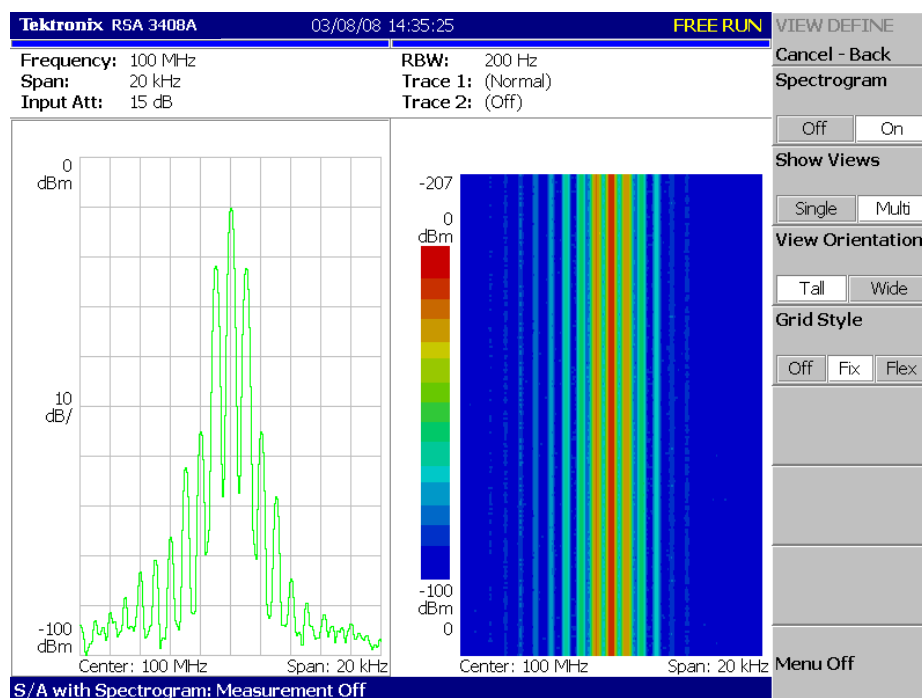 Tektronix RSA 3408A 03/08/08 14:35:25 FREE RUN
Frequency: 100 MHz
Span: 20 kHz
Input Att: 15 dB
RBW: 200 Hz
Trace 1: (Normal)
Trace 2: (Off)
0
dBm
10
dB/
-100
dBm
Center: 100 MHz Span: 20 kHz
-207
0
dBm
-100
dBm
0
Center: 100 MHz Span: 20 kHz
S/A with Spectrogram: Measurement Off
VIEW DEFINE
Cancel - Back
Spectrogram
Off On
Show Views
Single Multi
View Orientation
Tall Wide
Grid Style
Off Fix Flex
Menu Off